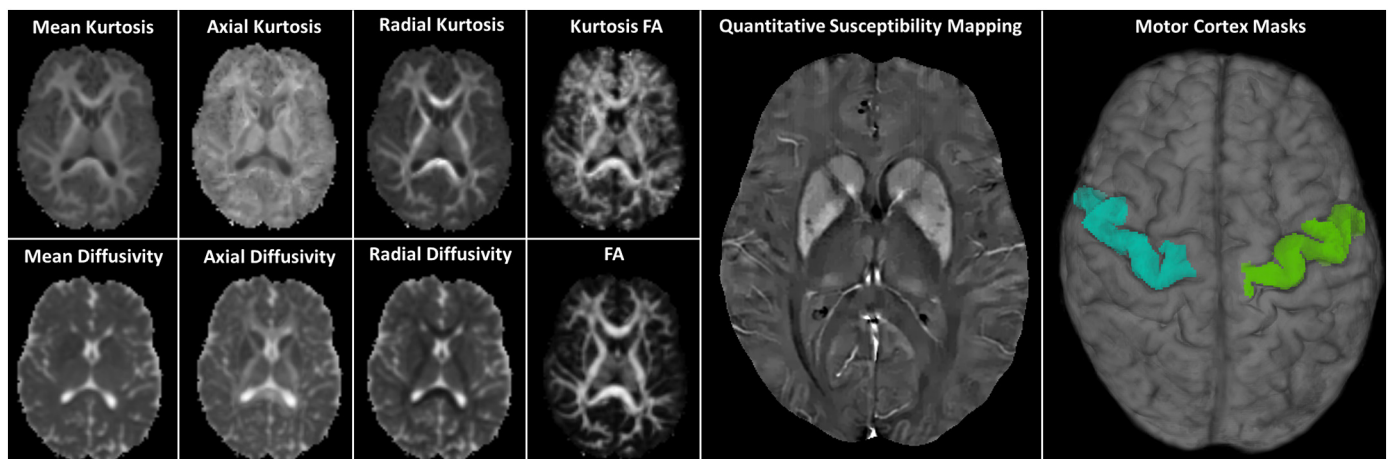 Mean Kurtosis
Axial Kurtosis
Radial Kurtosis
Kurtosis FA
Quantitative Susceptibility Mapping
Motor Cortex Masks
Mean Diffusivity
Axial Diffusivity
Radial Diffusivity
FA